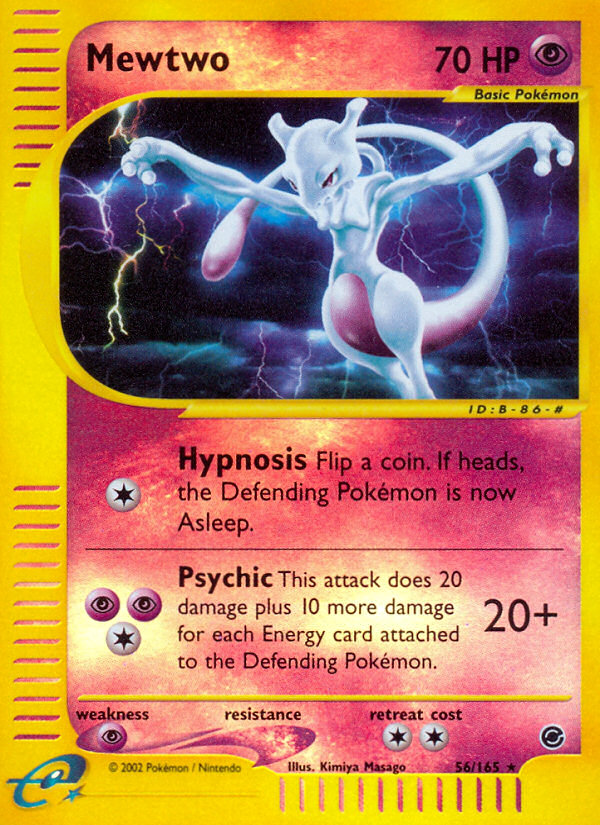 Mewtwo 70 HP
Basic Pokémon
ID:B-86-#
Hypnosis Flip a coin. If heads,
the Defending Pokémon is now
Asleep.
Psychic This attack does 20
damage plus 10 more damage
for each Energy card attached
to the Defending Pokémon.
20+
weakness resistance retreat cost
© 2002 Pokémon / Nintendo Illus. Kimiya Masago 56/165 ★